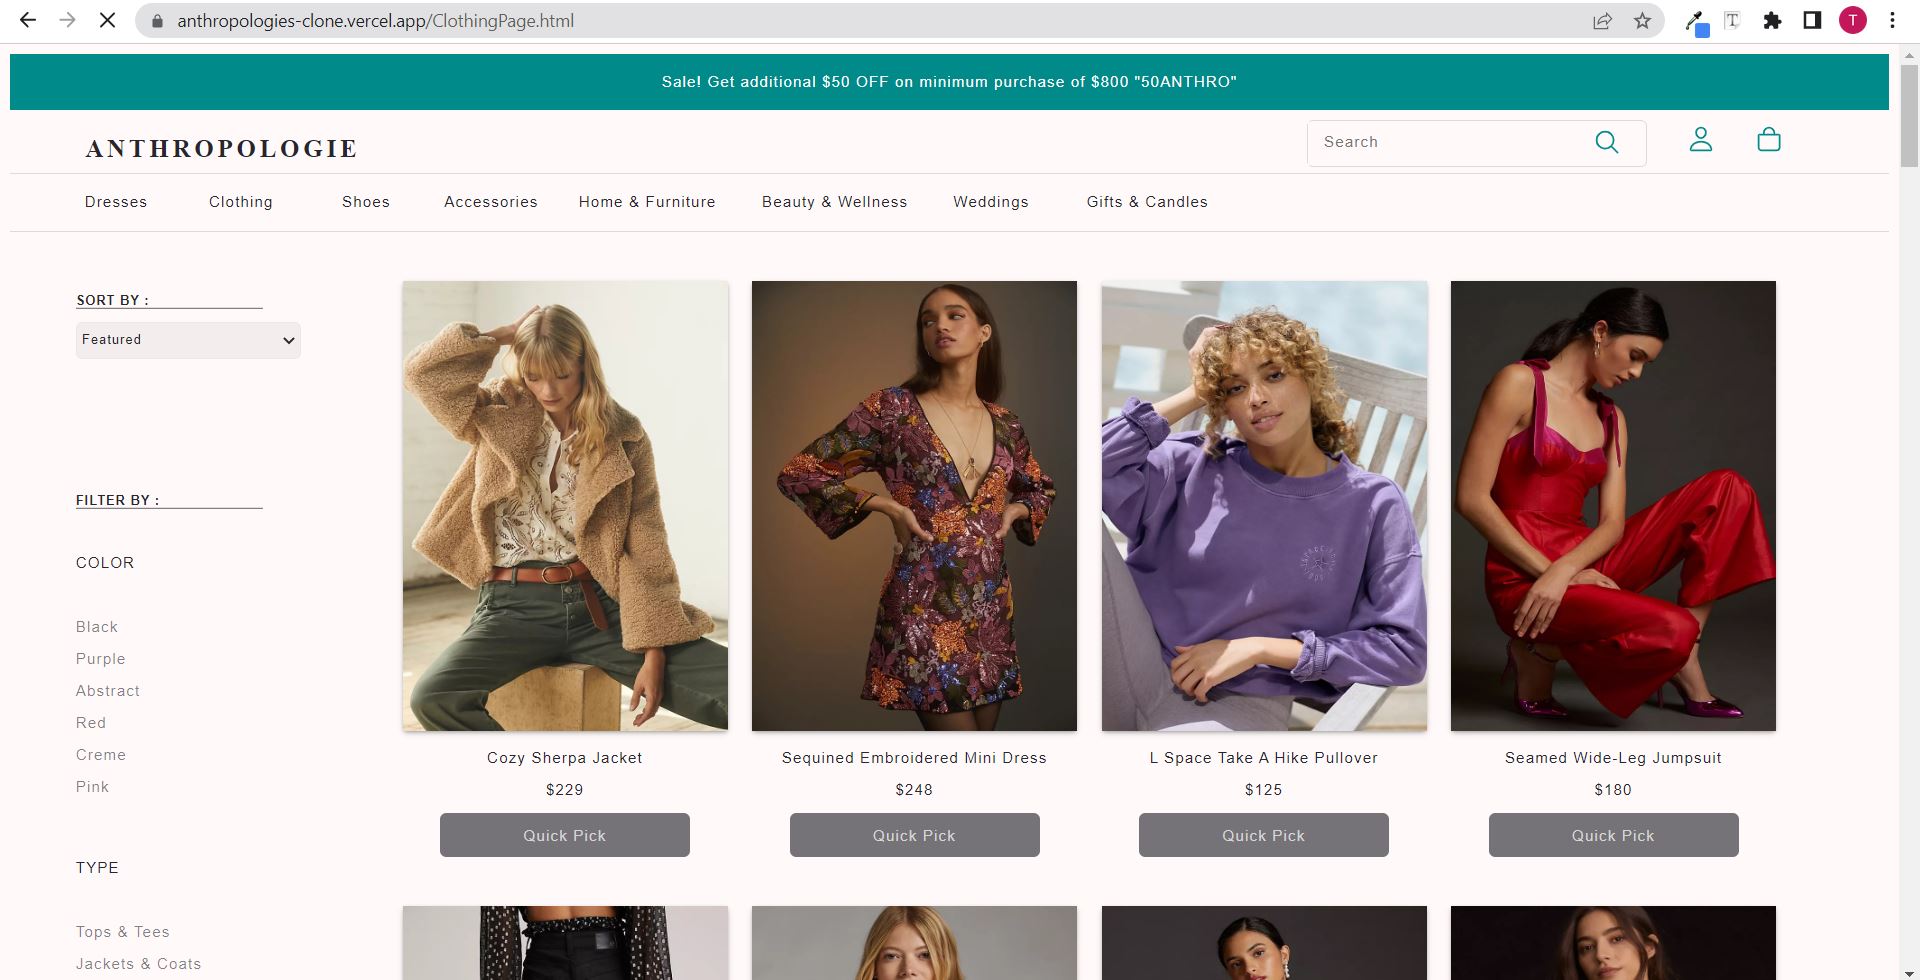 anthropologies-clone.vercel.app/ClothingPage.html
T
T
Sale! Get additional $50 OFF on minimum purchase of $800 "50ANTHRO"
ANTHROPOLOGIE
Search
Dresses Clothing Shoes Accessories Home & Furniture Beauty & Wellness Weddings Gifts & Candles
SORT BY :
Featured
FILTER BY :
COLOR
Black
Purple
Abstract
Red
Creme
Pink
TYPE
Tops & Tees
Jackets & Coats
Cozy Sherpa Jacket
$229
Quick Pick
Sequined Embroidered Mini Dress
$248
Quick Pick
L Space Take A Hike Pullover
$125
Quick Pick
Seamed Wide-Leg Jumpsuit
$180
Quick Pick